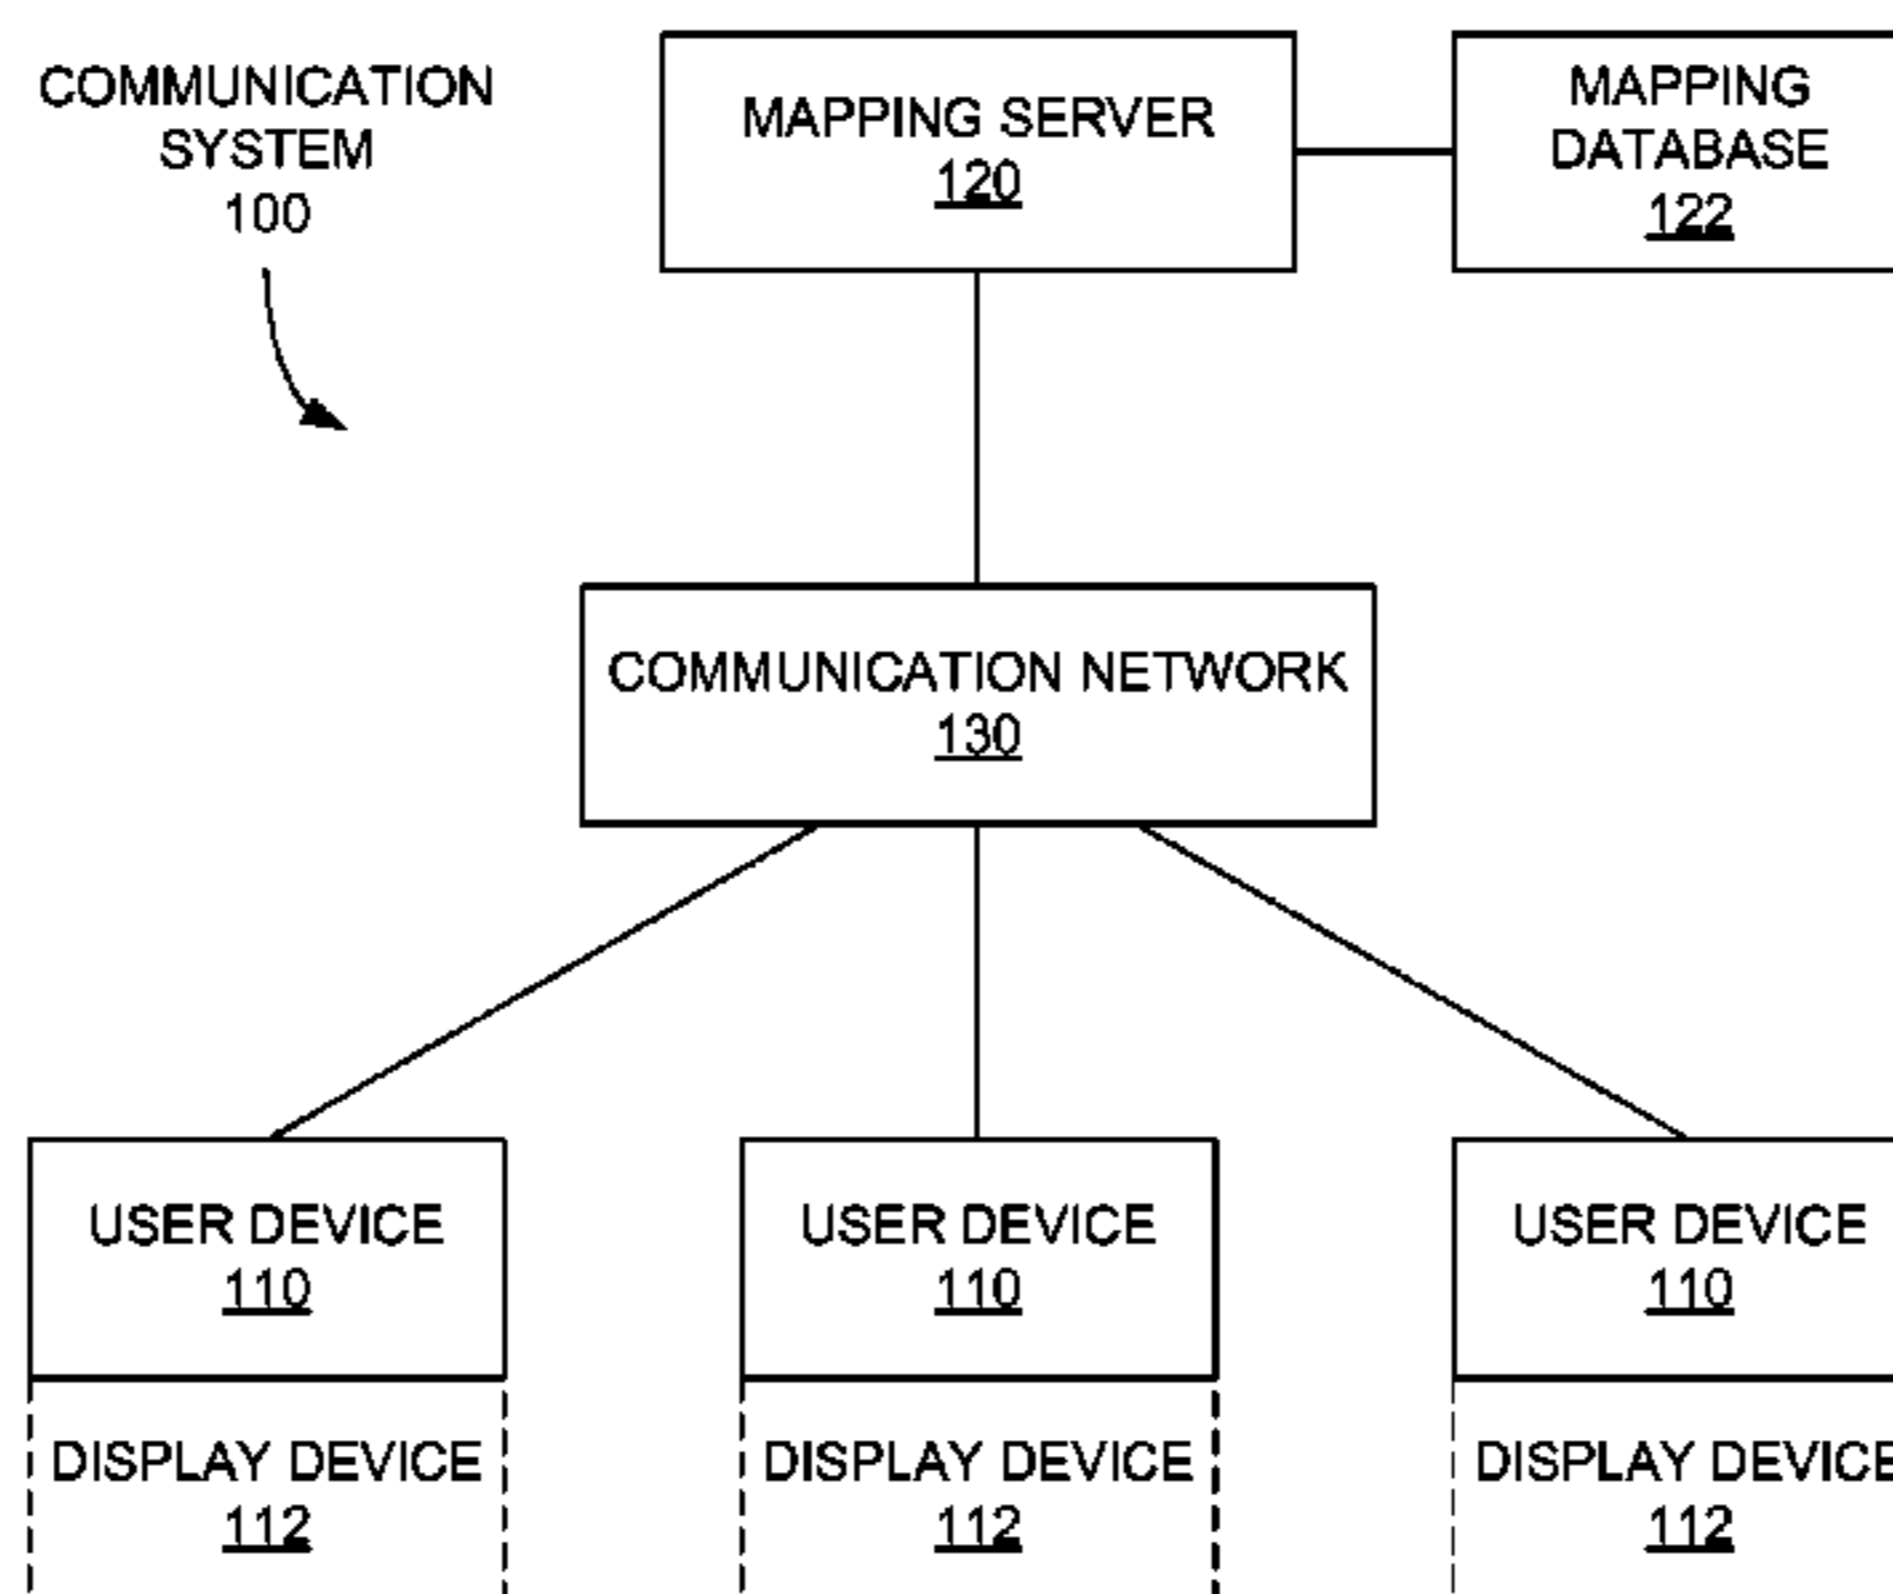 COMMUNICATION
SYSTEM
100
MAPPING SERVER
120
MAPPING
DATABASE
122
COMMUNICATION NETWORK
130
USER DEVICE
110
DISPLAY DEVICE
112
USER DEVICE
110
DISPLAY DEVICE
112
USER DEVICE
110
DISPLAY DEVICE
112